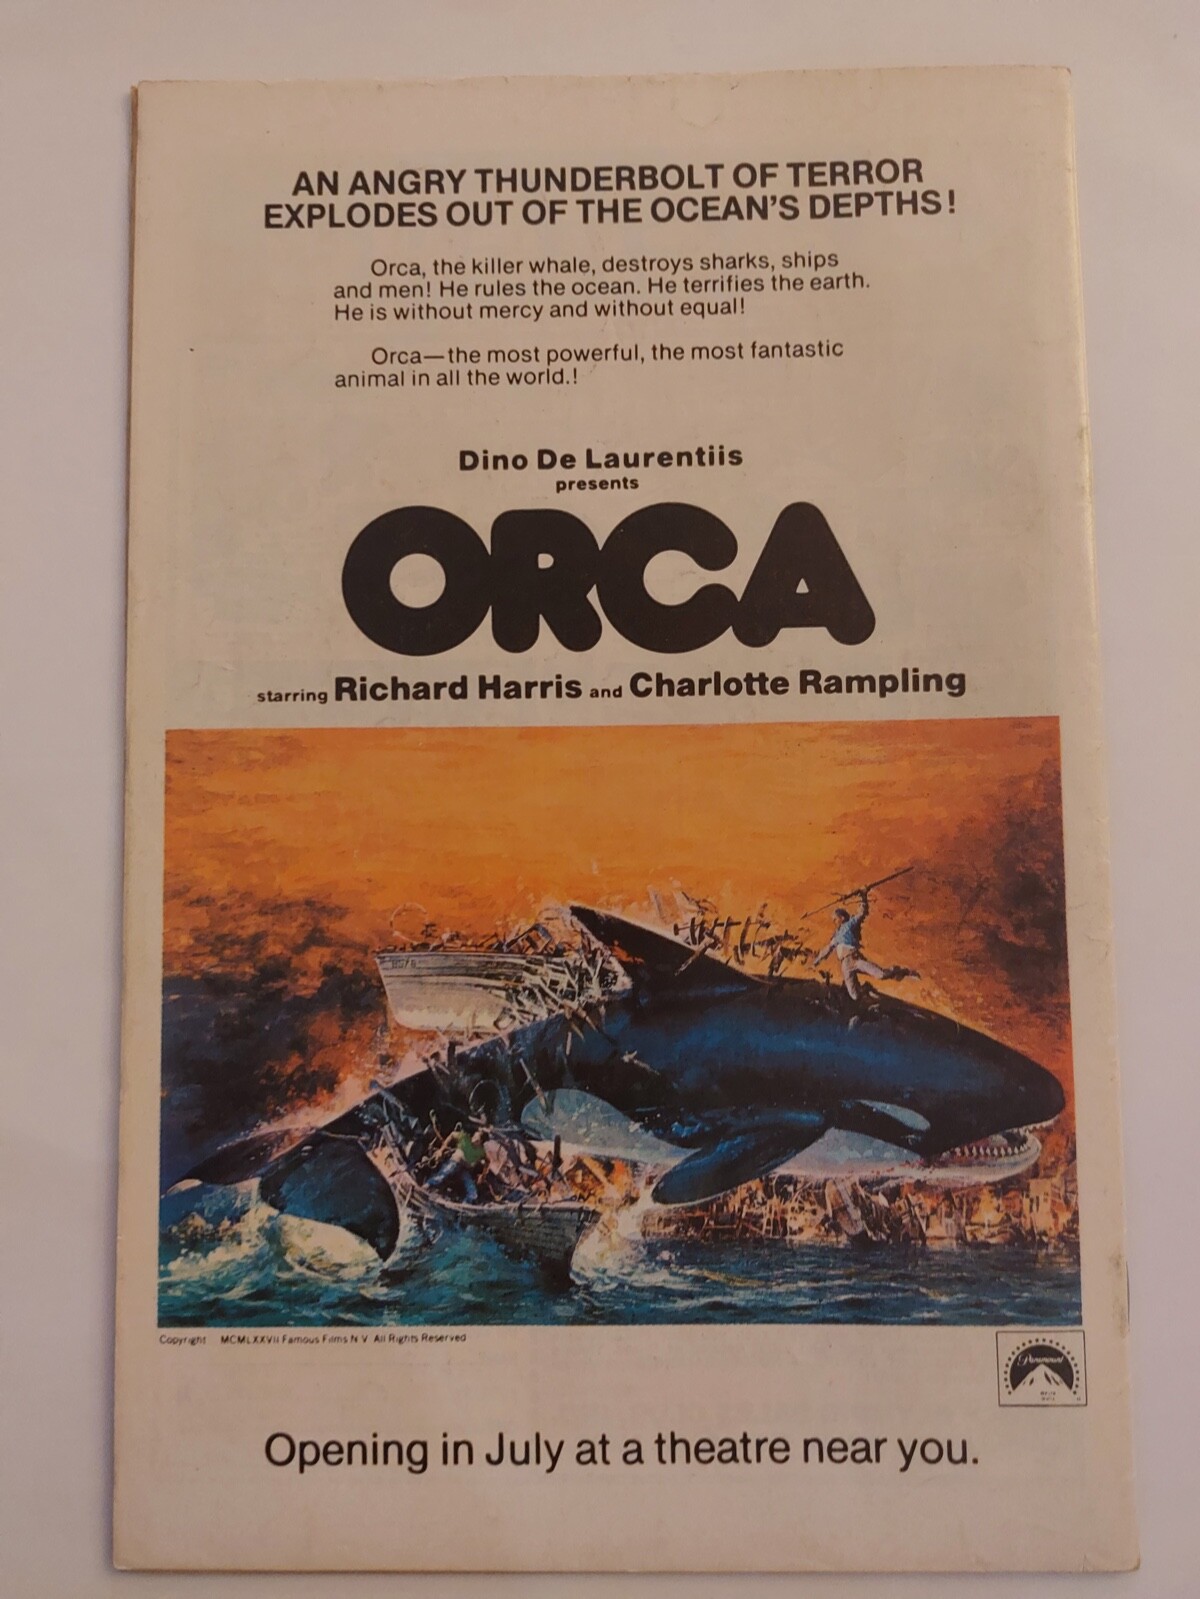 AN ANGRY THUNDERBOLT OF TERROR
EXPLODES OUT OF THE OCEAN'S DEPTHS!
Orca, the killer whale, destroys sharks, ships
and men! He rules the ocean. He terrifies the earth.
He is without mercy and without equal!
Orca—the most powerful, the most fantastic
animal in all the world.!
Dino De Laurentiis
presents
ORCA
starring Richard Harris and Charlotte Rampling
Copyright MCMLXXVII Famous Films N V All Rights Reserved
Paramount
Opening in July at a theatre near you.